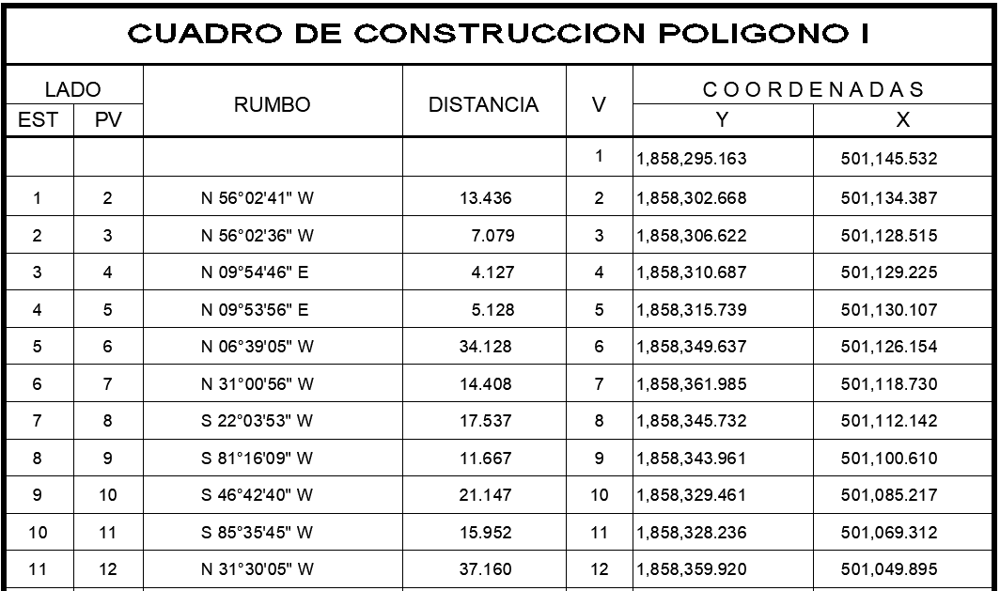 CUADRO DE CONSTRUCCION POLIGONO I
LADO RUMBO DISTANCIA V COORDENADAS
EST PV Y X
1 1,858,295.163 501,145.532
1 2 N 56°02'41" W 13.436 2 1,858,302.668 501,134.387
2 3 N 56°02'36" W 7.079 3 1,858,306.622 501,128.515
3 4 N 09°54'46" E 4.127 4 1,858,310.687 501,129.225
4 5 N 09°53'56" E 5.128 5 1,858,315.739 501,130.107
5 6 N 06°39'05" W 34.128 6 1,858,349.637 501,126.154
6 7 N 31°00'56" W 14.408 7 1,858,361.985 501,118.730
7 8 S 22°03'53" W 17.537 8 1,858,345.732 501,112.142
8 9 S 81°16'09" W 11.667 9 1,858,343.961 501,100.610
9 10 S 46°42'40" W 21.147 10 1,858,329.461 501,085.217
10 11 S 85°35'45" W 15.952 11 1,858,328.236 501,069.312
11 12 N 31°30'05" W 37.160 12 1,858,359.920 501,049.895